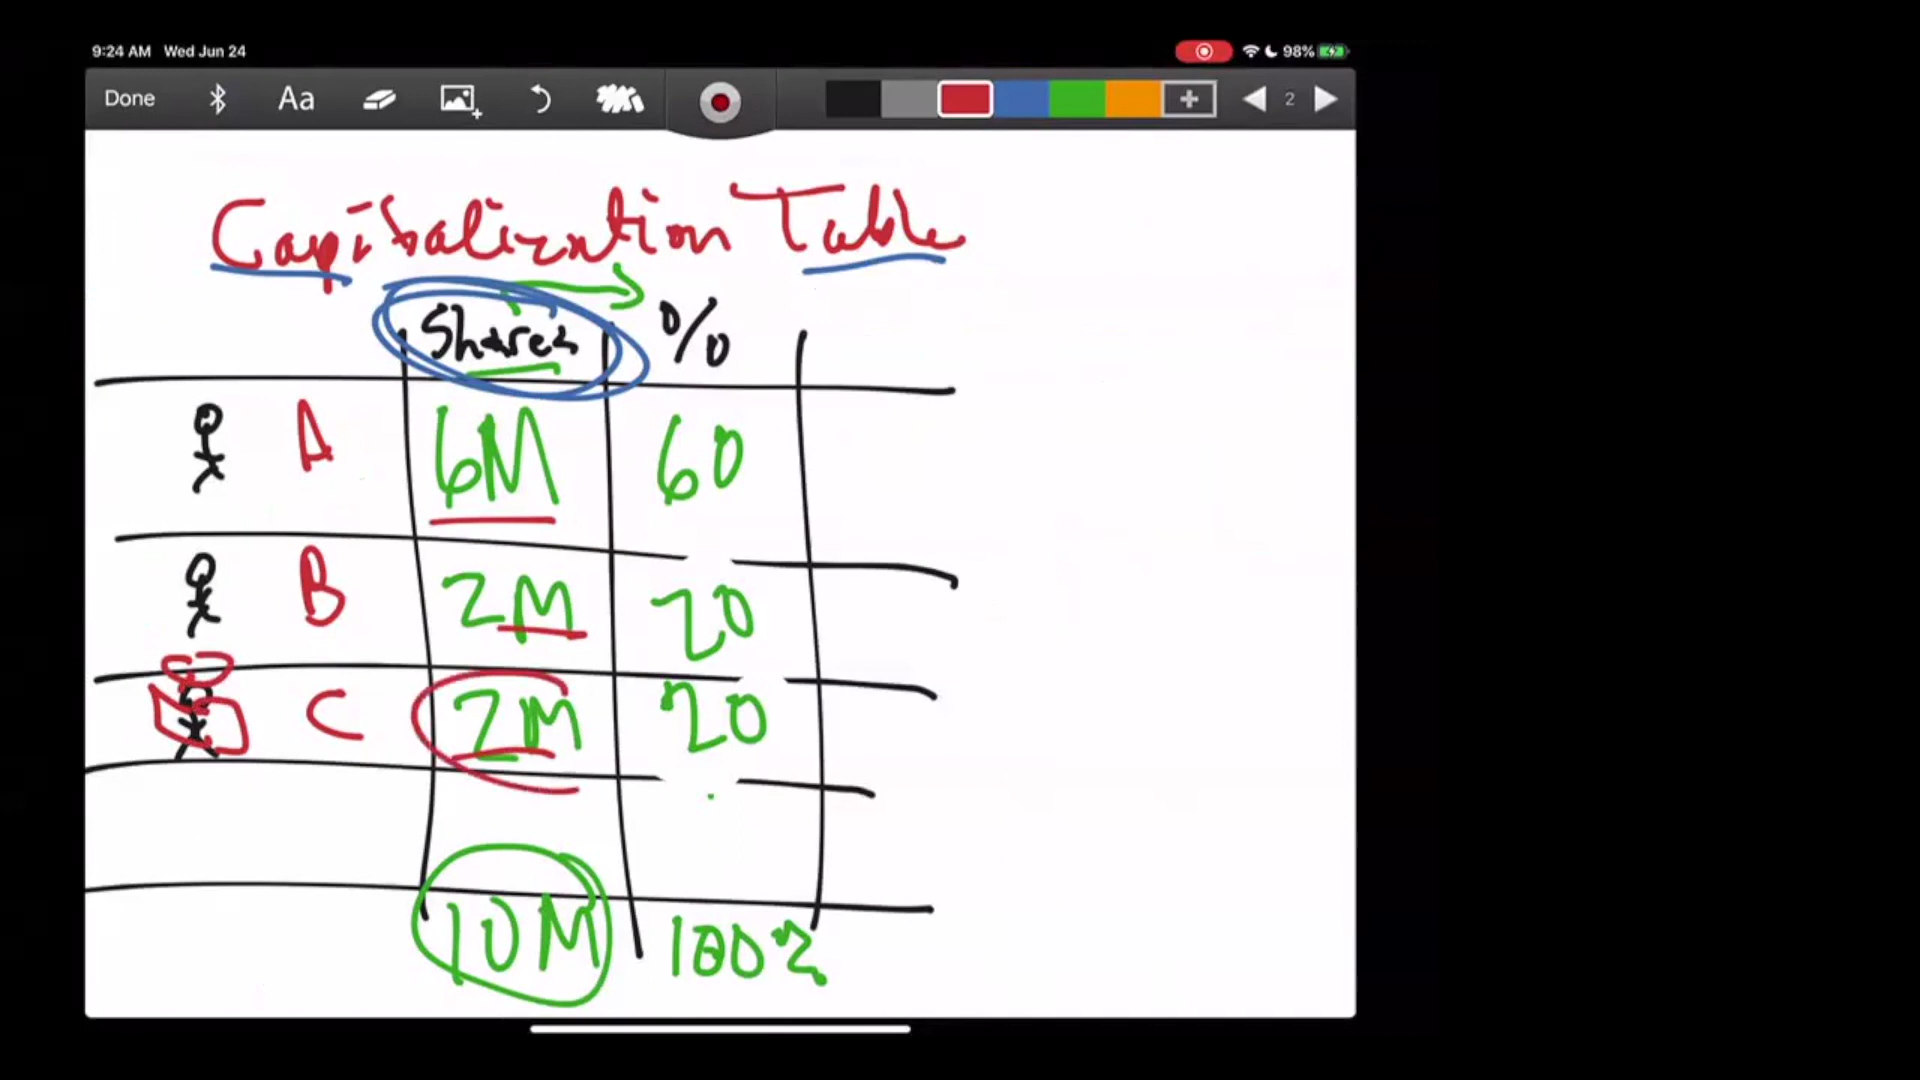 9:24 AM Wed Jun 24 98%
Done Aa 2
Capitalization Table
Shares %
A 6M 60
B 2M 20
C 2M 20
10M 100%